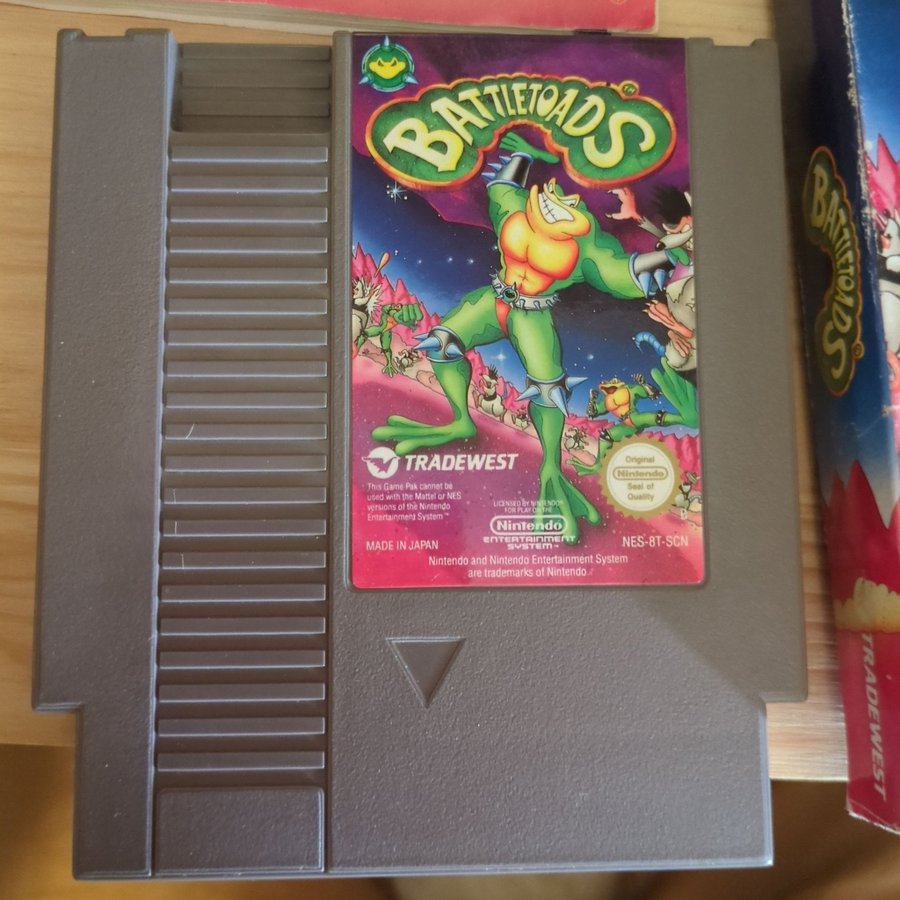 BATTLETOADS
TM
TRADEWEST
This Game Pak cannot be
used with the Mattel or NES
versions of the Nintendo
Entertainment System™
MADE IN JAPAN
LICENSED BY NINTENDO®
FOR PLAY ON THE
Nintendo
ENTERTAINMENT
SYSTEM™
Original
Nintendo
Seal of
Quality
B
NES-8T-SCN
Nintendo and Nintendo Entertainment System
are trademarks of Nintendo
BATTLETOADS
TRADEWEST